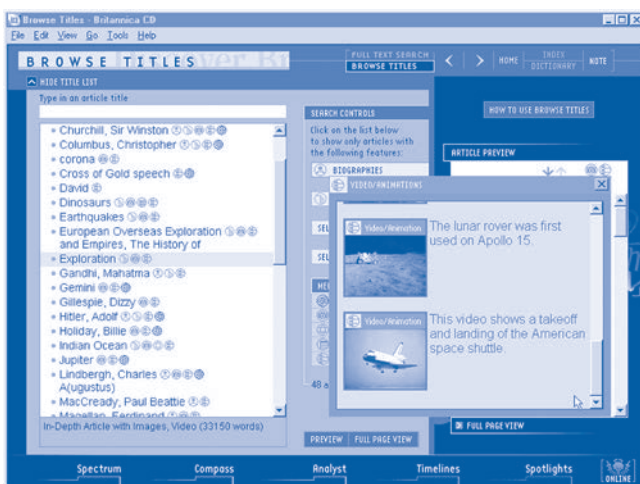 Browse Titles - Britannica CD
File Edit View Go Tools Help
BROWSE TITLES
FULL TEXT SEARCH
BROWSE TITLES
HOME
INDEX
DICTIONARY
NOTE
HIDE TITLE LIST
Type in an article title
Churchill, Sir Winston
Columbus, Christopher
corona
Cross of Gold speech
David
Dinosaurs
Earthquakes
European Overseas Exploration
and Empires, The History of
Exploration
Gandhi, Mahatma
Gemini
Gillespie, Dizzy
Hitler, Adolf
Holiday, Billie
Indian Ocean
Jupiter
Lindbergh, Charles
A(ugustus)
MacCready, Paul Beattie
Magellan, Ferdinand
In-Depth Article with Images, Video (33150 words)
SEARCH CONTROLS
Click on the list below
to show only articles with
the following features:
BIOGRAPHIES
SEL
SEL
48 a
PREVIEW
FULL PAGE VIEW
HOW TO USE BROWSE TITLES
ARTICLE PREVIEW
VIDEO/ANIMATIONS
Video/Animation
The lunar rover was first
used on Apollo 15.
Video/Animation
This video shows a takeoff
and landing of the American
space shuttle.
FULL PAGE VIEW
Spectrum
Compass
Analyst
Timelines
Spotlights
ONLINE